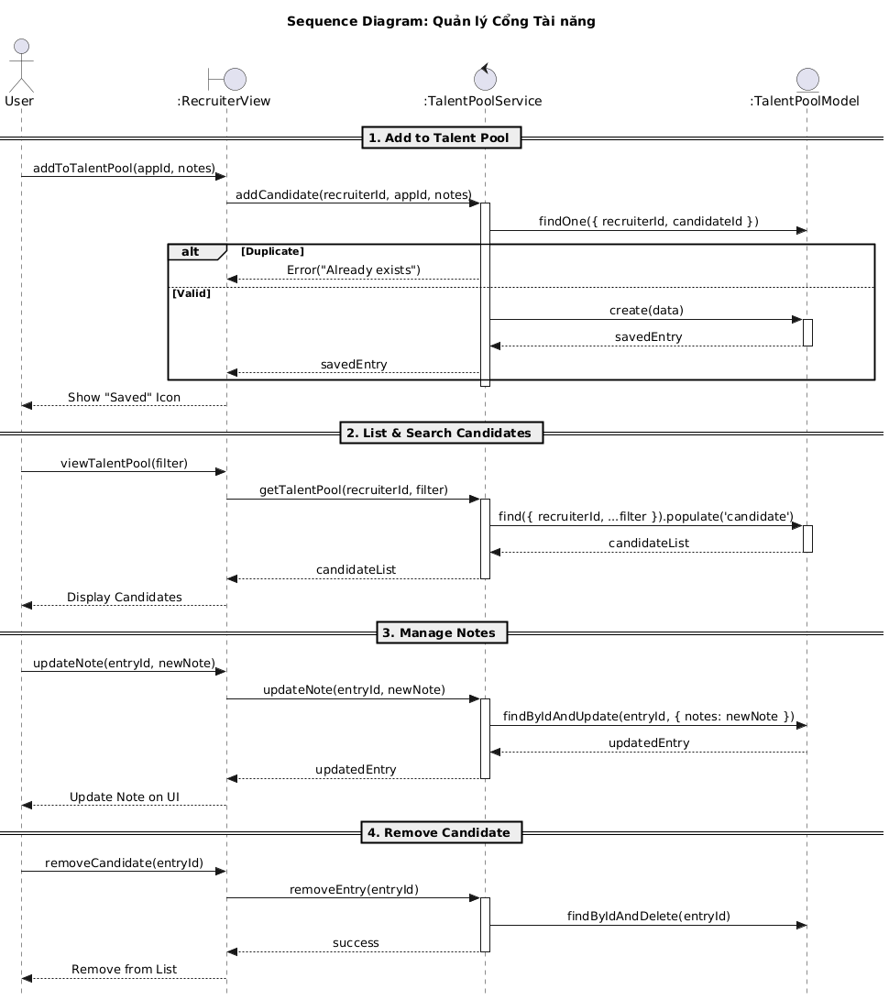 Sequence Diagram: Quản lý Cổng Tài năng
User
:RecruiterView
:TalentPoolService
:TalentPoolModel
1. Add to Talent Pool
addToTalentPool(appId, notes)
addCandidate(recruiterId, appId, notes)
findOne({ recruiterId, candidateId })
alt
[Duplicate]
Error("Already exists")
[Valid]
create(data)
savedEntry
savedEntry
Show "Saved" Icon
2. List & Search Candidates
viewTalentPool(filter)
getTalentPool(recruiterId, filter)
find({ recruiterId, ...filter }).populate('candidate')
candidateList
candidateList
Display Candidates
3. Manage Notes
updateNote(entryId, newNote)
updateNote(entryId, newNote)
findByIdAndUpdate(entryId, { notes: newNote })
updatedEntry
updatedEntry
Update Note on UI
4. Remove Candidate
removeCandidate(entryId)
removeEntry(entryId)
findByIdAndDelete(entryId)
success
Remove from List